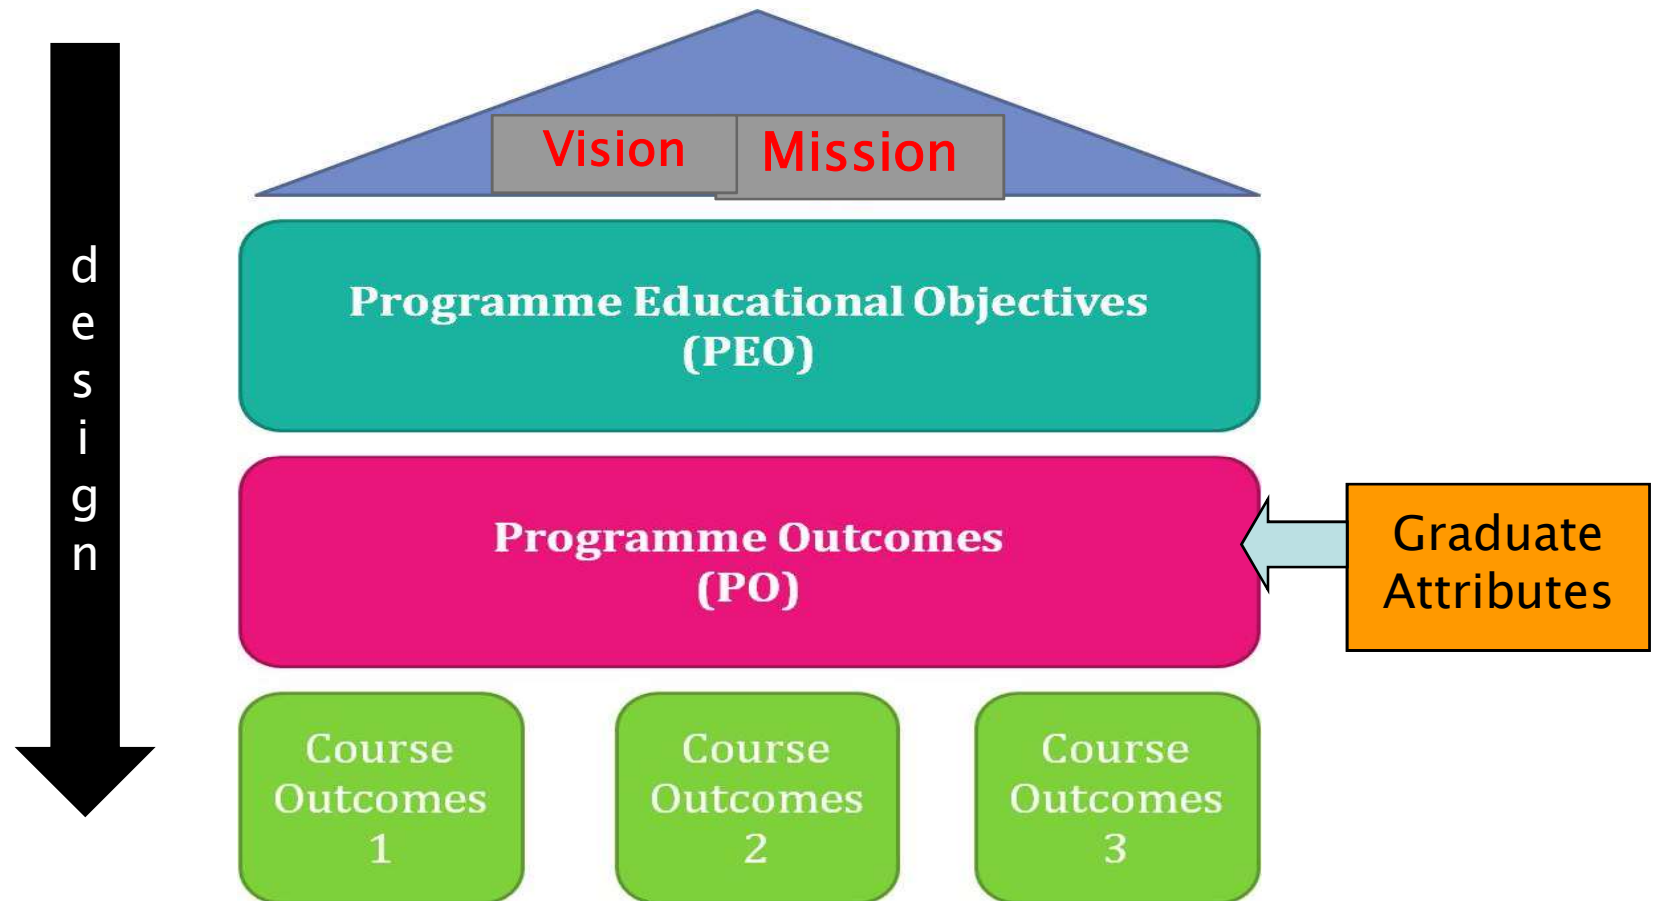 design
Vision
Mission
Programme Educational Objectives
(PEO)
Programme Outcomes
(PO)
Graduate
Attributes
Course
Outcomes
1
Course
Outcomes
2
Course
Outcomes
3